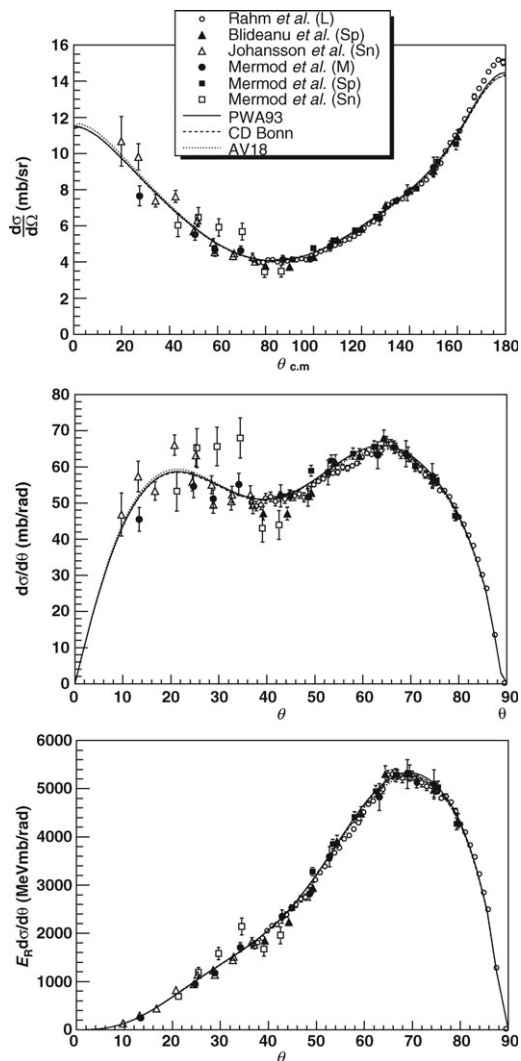 Rahm et al. (L)
Blideanu et al. (Sp)
Johansson et al. (Sn)
Mermod et al. (M)
Mermod et al. (Sp)
Mermod et al. (Sn)
PWA93
CD Bonn
AV18
dσ/dΩ (mb/sr)
16
14
12
10
8
6
4
2
0
0 20 40 60 80 100 120 140 160 180
θ c.m
dσ/dθ (mb/rad)
80
70
60
50
40
30
20
10
0
0 10 20 30 40 50 60 70 80 90
θ θ
E_R dσ/dθ (MeVmb/rad)
6000
5000
4000
3000
2000
1000
0
0 10 20 30 40 50 60 70 80 90
θ